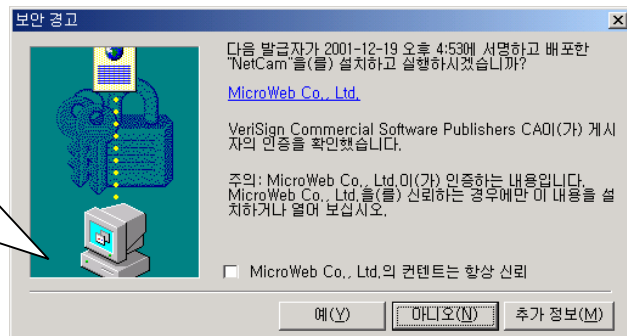 보안 경고
다음 발급자가 2001-12-19 오후 4:53에 서명하고 배포한
"NetCam"을(를) 설치하고 실행하시겠습니까?
MicroWeb Co., Ltd.
VeriSign Commercial Software Publishers CA이(가) 게시
자의 인증을 확인했습니다.
주의: MicroWeb Co., Ltd.이(가) 인증하는 내용입니다.
MicroWeb Co., Ltd.을(를) 신뢰하는 경우에만 이 내용을 설
치하거나 열어 보십시오.
MicroWeb Co., Ltd.의 컨텐트는 항상 신뢰
예(Y) 아니오(N) 추가 정보(M)